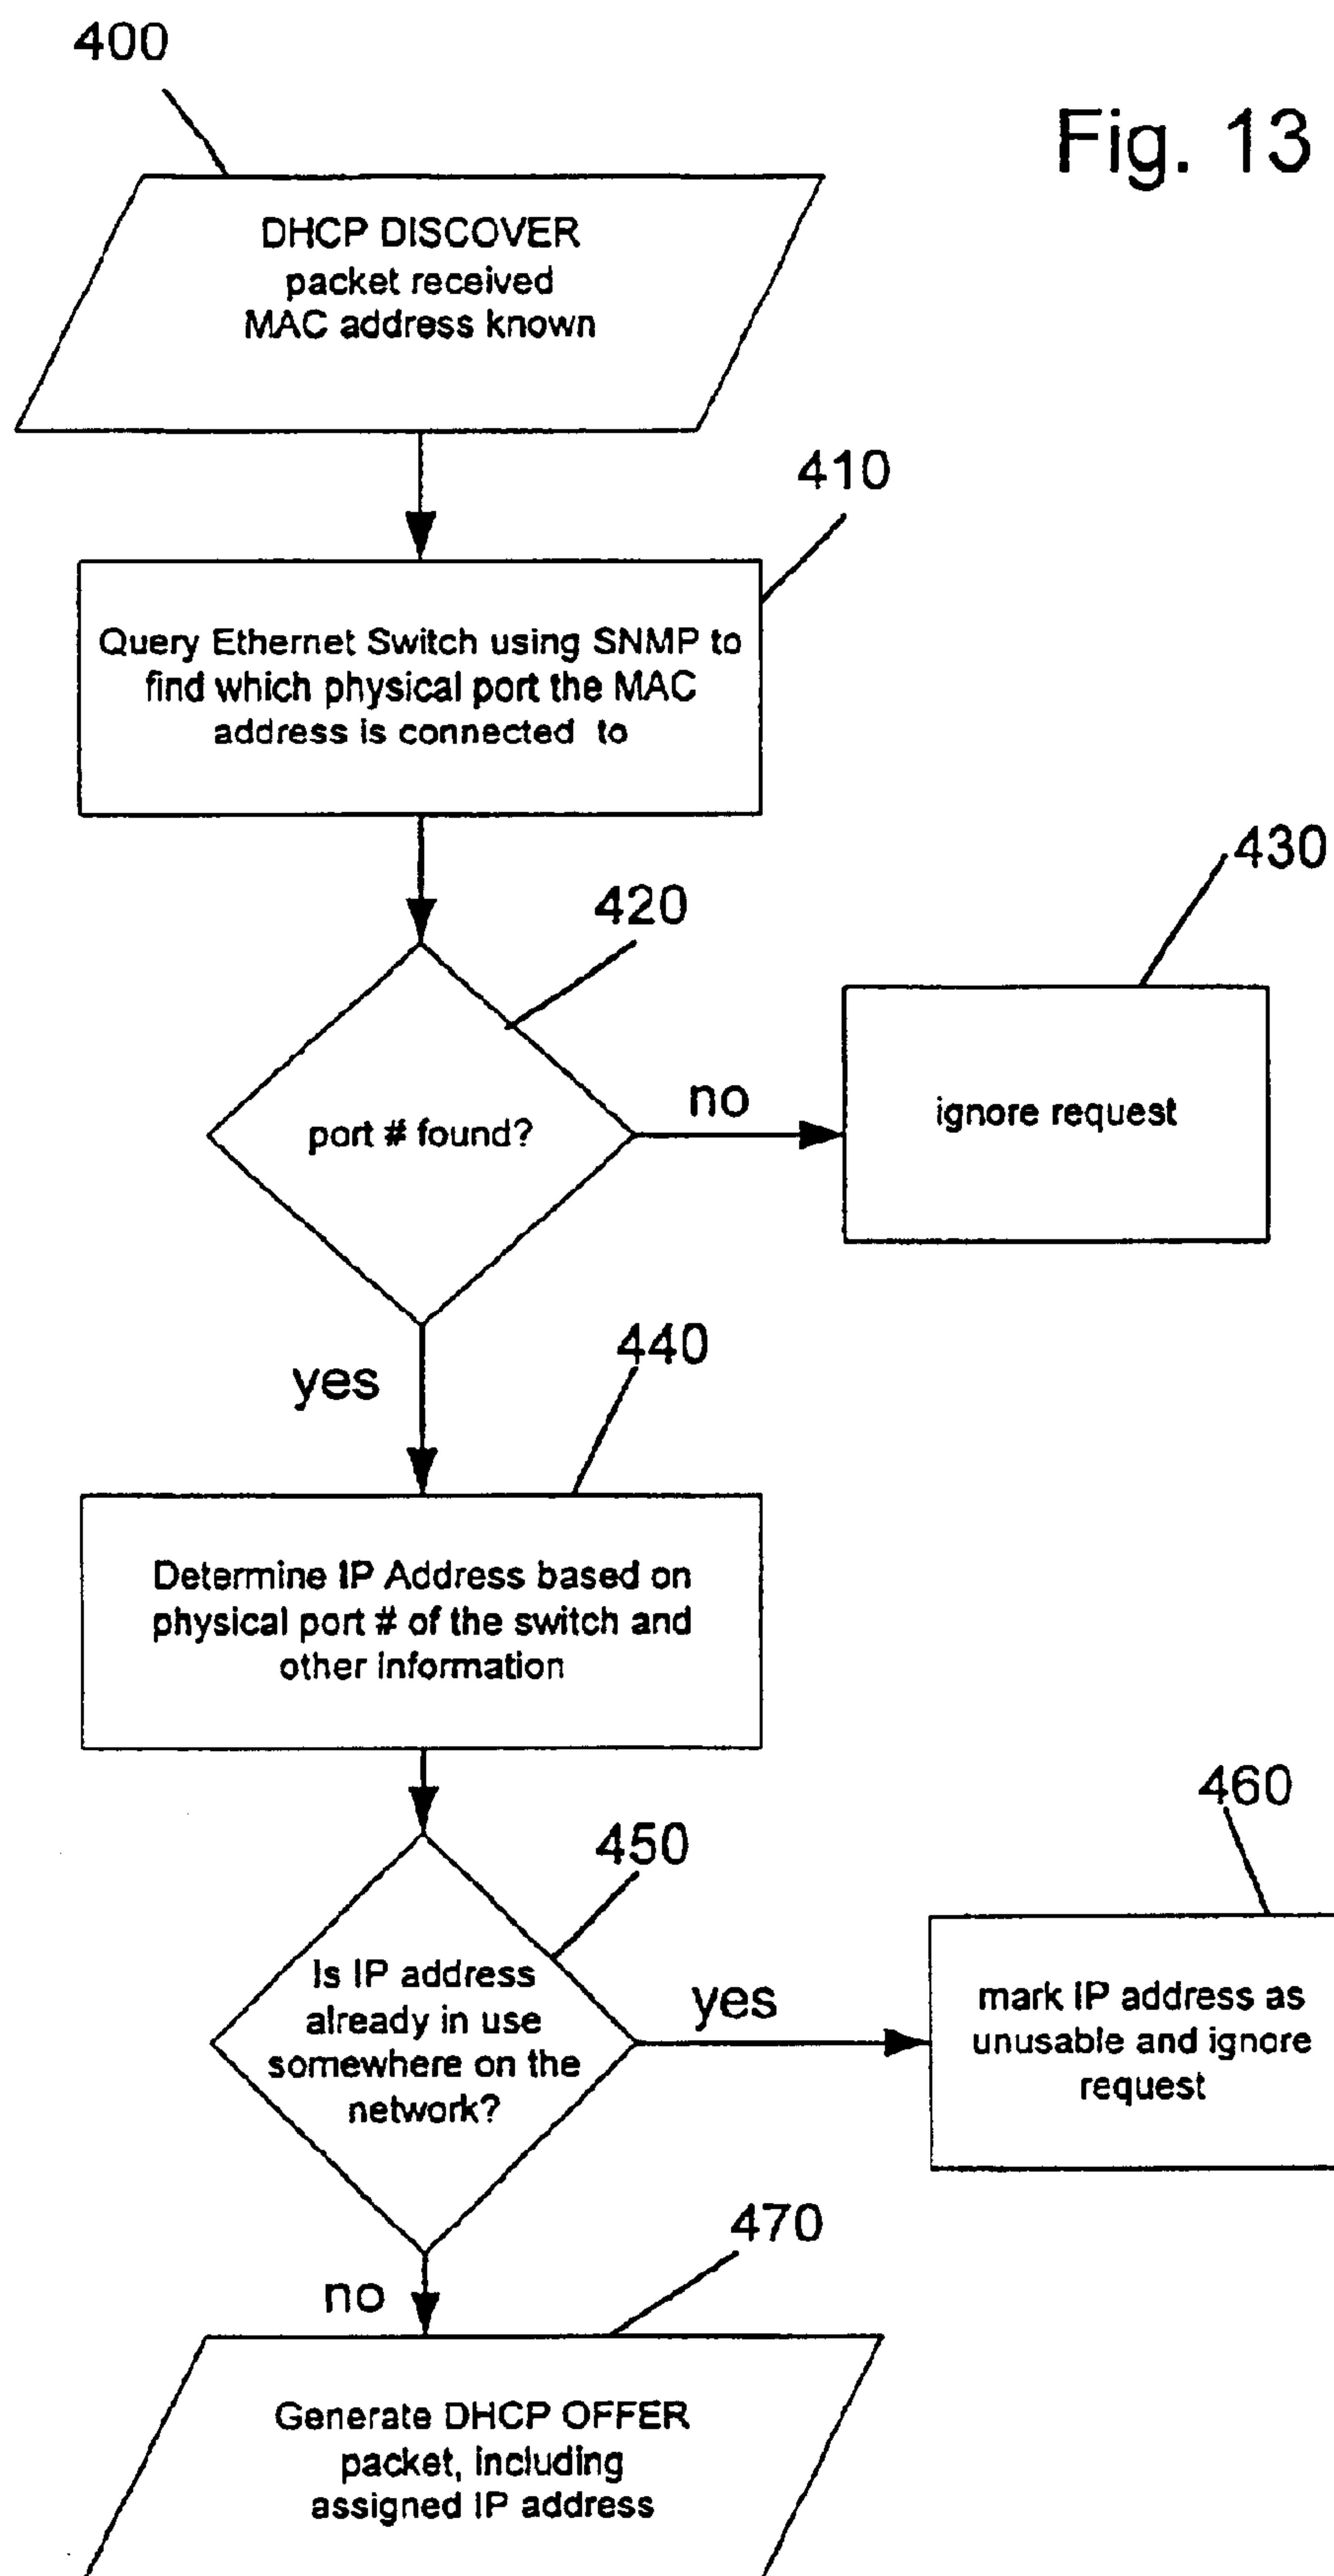 400
Fig. 13
DHCP DISCOVER
packet received
MAC address known
410
Query Ethernet Switch using SNMP to
find which physical port the MAC
address is connected to
420
430
port # found?
no
ignore request
yes
440
Determine IP Address based on
physical port # of the switch and
other information
450
460
Is IP address
already in use
somewhere on the
network?
yes
mark IP address as
unusable and ignore
request
no
470
Generate DHCP OFFER
packet, including
assigned IP address